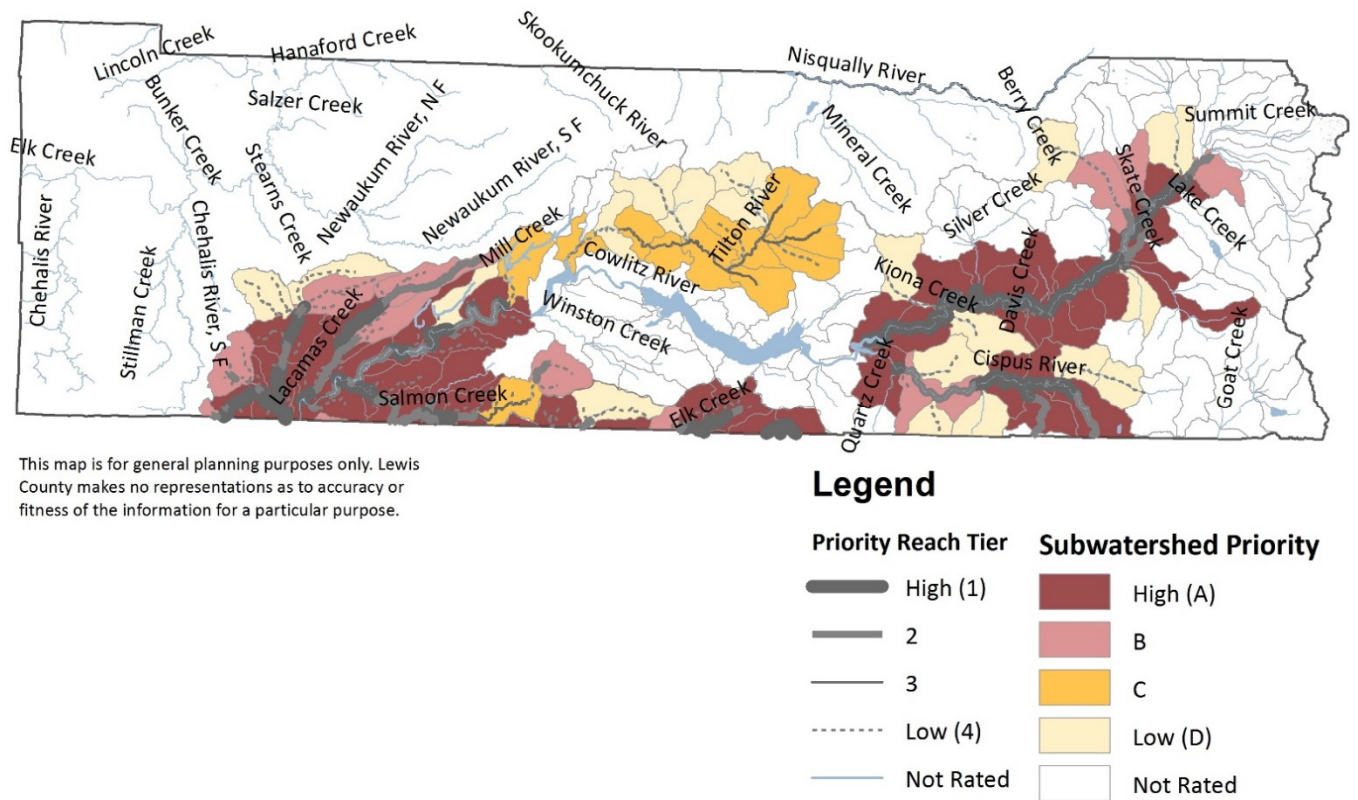 Lincoln Creek
Hanaford Creek
Skookumchuck River
Nisqually River
Berry Creek
Summit Creek
Bunker Creek
Salzer Creek
Newaukum River, N F
Mineral Creek
Elk Creek
Stearns Creek
Newaukum River, S F
Skate Creek
Lake Creek
Silver Creek
Chehalis River
Stillman Creek
Chehalis River, S F
Mill Creek
Cowlitz River
Tilton River
Kiona Creek
Davis Creek
Winston Creek
Lacamas Creek
Salmon Creek
Elk Creek
Quartz Creek
Cispus River
Goat Creek
This map is for general planning purposes only. Lewis
County makes no representations as to accuracy or
fitness of the information for a particular purpose.
Legend
Priority Reach Tier
High (1)
2
3
Low (4)
Not Rated
Subwatershed Priority
High (A)
B
C
Low (D)
Not Rated